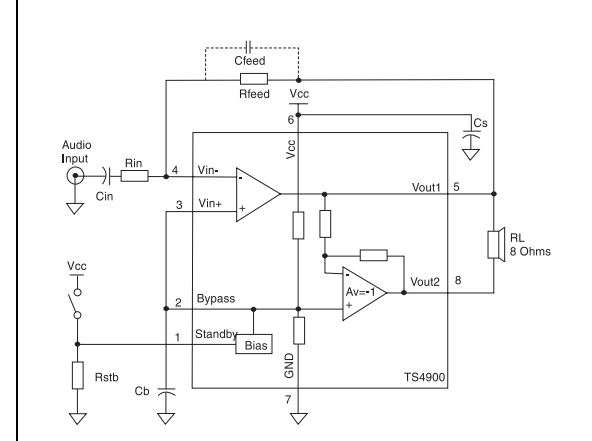 Cfeed
Rfeed
Vcc
6
Cs
Vcc
Audio
Input
Rin
4
Vin-
-
Cin
3
Vin+
+
Vout1
5
RL
8 Ohms
Vcc
-
Av=-1
+
Vout2
8
2
Bypass
1
Standby
Bias
GND
Rstb
Cb
7
TS4900